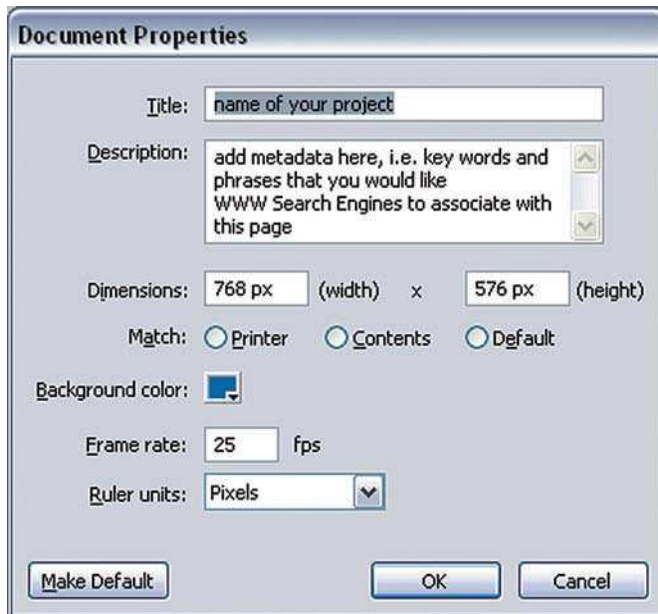 Document Properties
Title: name of your project
Description: add metadata here, i.e. key words and
phrases that you would like
WWW Search Engines to associate with
this page
Dimensions: 768 px (width) x 576 px (height)
Match: Printer Contents Default
Background color:
Frame rate: 25 fps
Ruler units: Pixels
Make Default OK Cancel